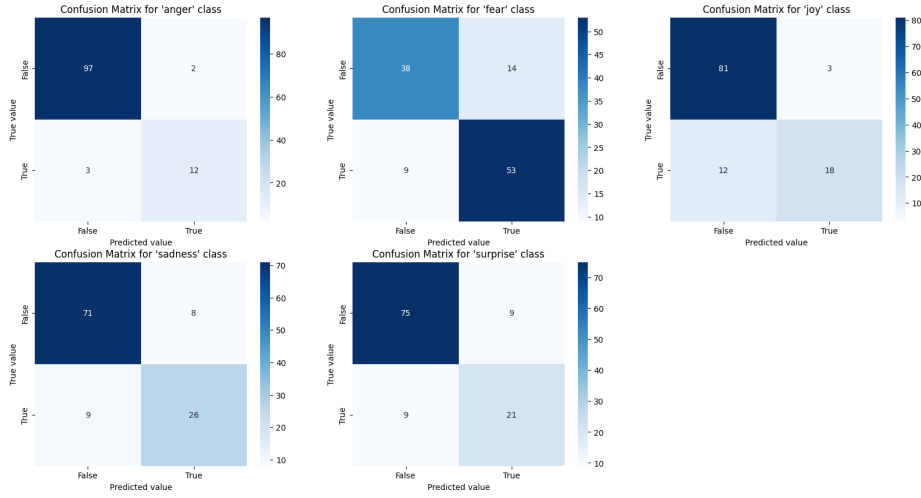 Confusion Matrix for 'anger' class
False
True
True value
97
2
3
12
False
True
Predicted value
80
60
40
20
Confusion Matrix for 'fear' class
False
True
True value
38
14
9
53
False
True
Predicted value
50
45
40
35
30
25
20
15
10
Confusion Matrix for 'joy' class
False
True
True value
81
3
12
18
False
True
Predicted value
80
70
60
50
40
30
20
10
Confusion Matrix for 'sadness' class
False
True
True value
71
8
9
26
False
True
Predicted value
70
60
50
40
30
20
10
Confusion Matrix for 'surprise' class
False
True
True value
75
9
9
21
False
True
Predicted value
70
60
50
40
30
20
10